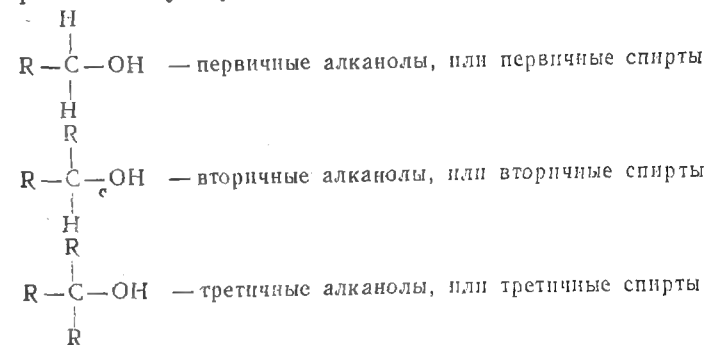 H
|
R—C—OH — первичные алканолы, или первичные спирты
|
H
R
|
R—C—OH — вторичные алканолы, или вторичные спирты
|
H
R
|
R—C—OH — третичные алканолы, или третичные спирты
|
R